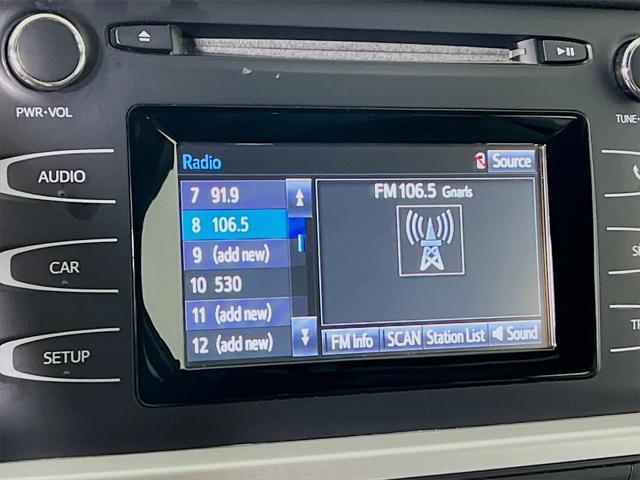 PWR•VOL
TUNE•
AUDIO
CAR
SETUP
Radio
Source
7 91.9
8 106.5
9 (add new)
10 530
11 (add new)
12 (add new)
FM 106.5 Gnarls
FM Info
SCAN
Station List
Sound